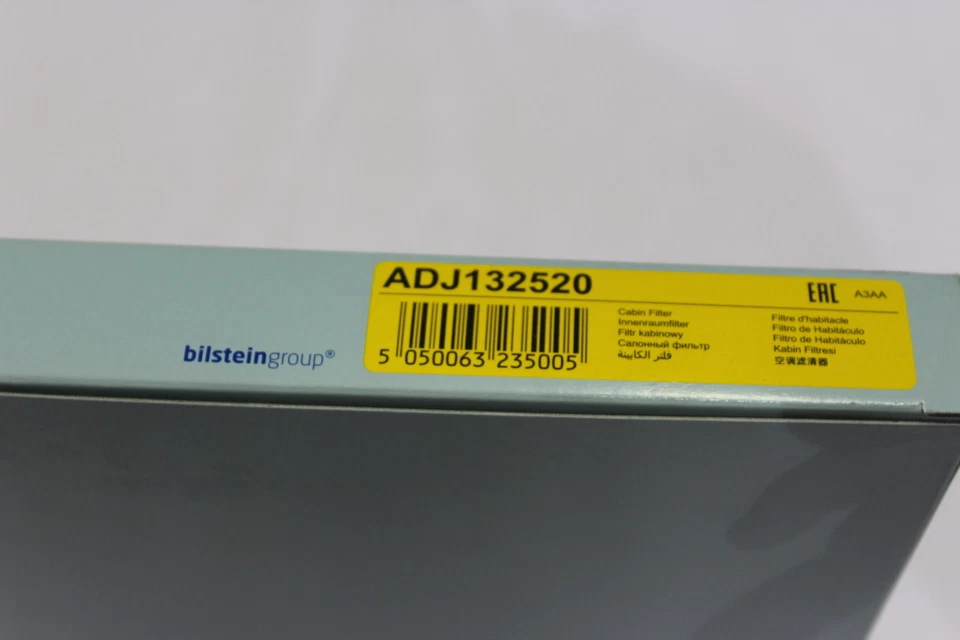 ADJ132520
EAC A3AA
5 050063 235005
Cabin Filter
Innenraumfilter
Filtr kabinowy
Салонный фильтр
فلتر الكابينة
Filtre d'habitacle
Filtro de Habitáculo
Filtro de Habitáculo
Kabin Filtresi
空调滤清器
bilsteingroup®